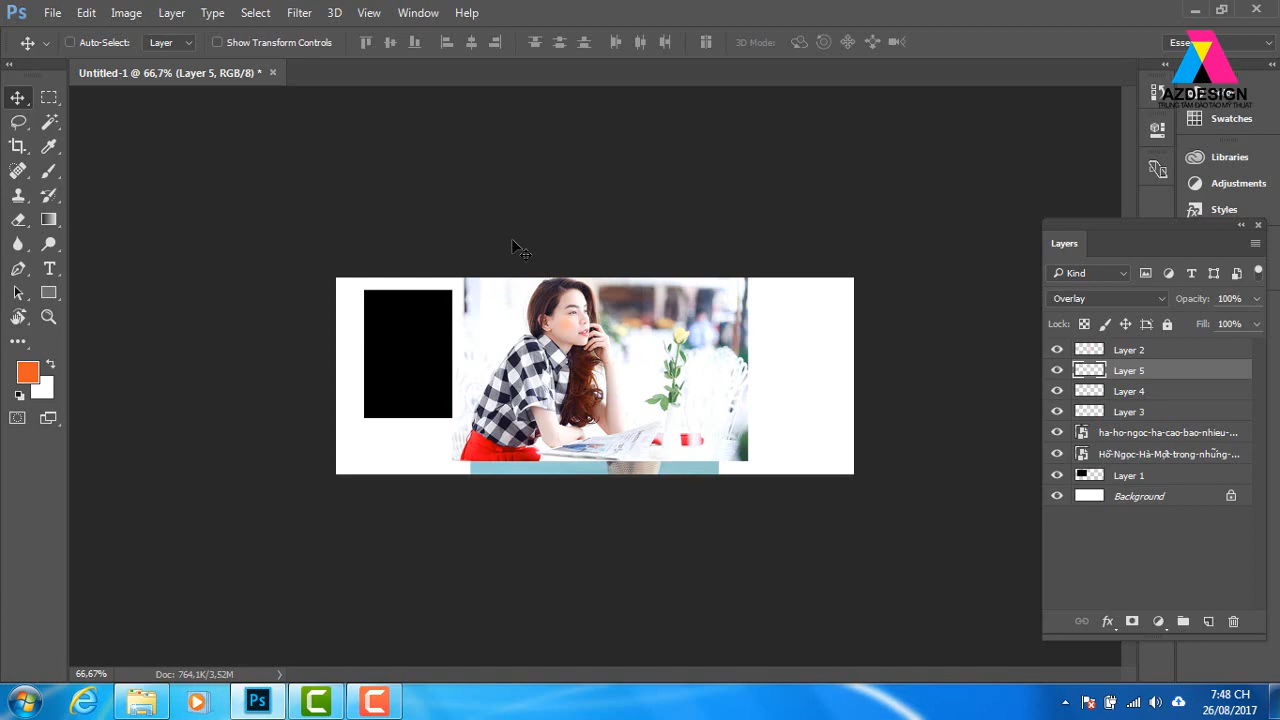 Ps File Edit Image Layer Type Select Filter 3D View Window Help
Auto-Select: Layer Show Transform Controls 3D Mode:
Untitled-1 @ 66,7% (Layer 5, RGB/8) *
AZDESIGN
TRUNG TÂM ĐÀO TẠO MỸ THUẬT
Swatches
Libraries
Adjustments
Styles
Layers
Kind
Overlay Opacity: 100%
Lock: Fill: 100%
Layer 2
Layer 5
Layer 4
Layer 3
ha-ho-ngoc-ha-cao-bao-nhieu-...
Hồ-Ngọc-Hà-Một-trong-những-...
Layer 1
Background
66,67% Doc: 764,1K/3,52M
Ps
7:48 CH
26/08/2017